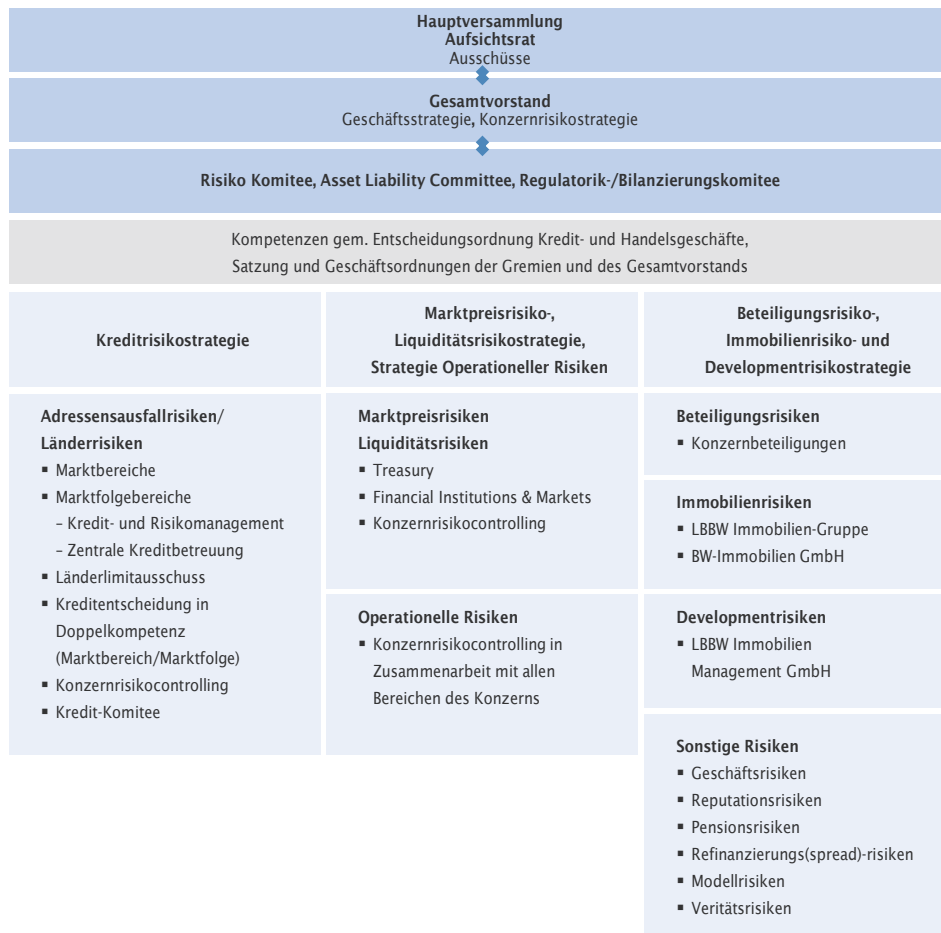 Hauptversammlung
Aufsichtsrat
Ausschüsse
Gesamtvorstand
Geschäftsstrategie, Konzernrisikostrategie
Risiko Komitee, Asset Liability Committee, Regulatorik-/Bilanzierungskomitee
Kompetenzen gem. Entscheidungsordnung Kredit- und Handelsgeschäfte,
Satzung und Geschäftsordnungen der Gremien und des Gesamtvorstands
Kreditrisikostrategie
Marktpreisrisiko-,
Liquiditätsrisikostrategie,
Strategie Operationeller Risiken
Beteiligungsrisiko-,
Immobilienrisiko- und
Developmentrisikostrategie
Adressensausfallrisiken/
Länderrisiken
▪ Marktbereiche
▪ Marktfolgebereiche
– Kredit- und Risikomanagement
– Zentrale Kreditbetreuung
▪ Länderlimitausschuss
▪ Kreditentscheidung in
Doppelkompetenz
(Marktbereich/Marktfolge)
▪ Konzernrisikocontrolling
▪ Kredit-Komitee
Marktpreisrisiken
Liquiditätsrisiken
▪ Treasury
▪ Financial Institutions & Markets
▪ Konzernrisikocontrolling
Operationelle Risiken
▪ Konzernrisikocontrolling in
Zusammenarbeit mit allen
Bereichen des Konzerns
Beteiligungsrisiken
▪ Konzernbeteiligungen
Immobilienrisiken
▪ LBBW Immobilien-Gruppe
▪ BW-Immobilien GmbH
Developmentrisiken
▪ LBBW Immobilien
Management GmbH
Sonstige Risiken
▪ Geschäftsrisiken
▪ Reputationsrisiken
▪ Pensionsrisiken
▪ Refinanzierungs(spread)-risiken
▪ Modellrisiken
▪ Veritätsrisiken